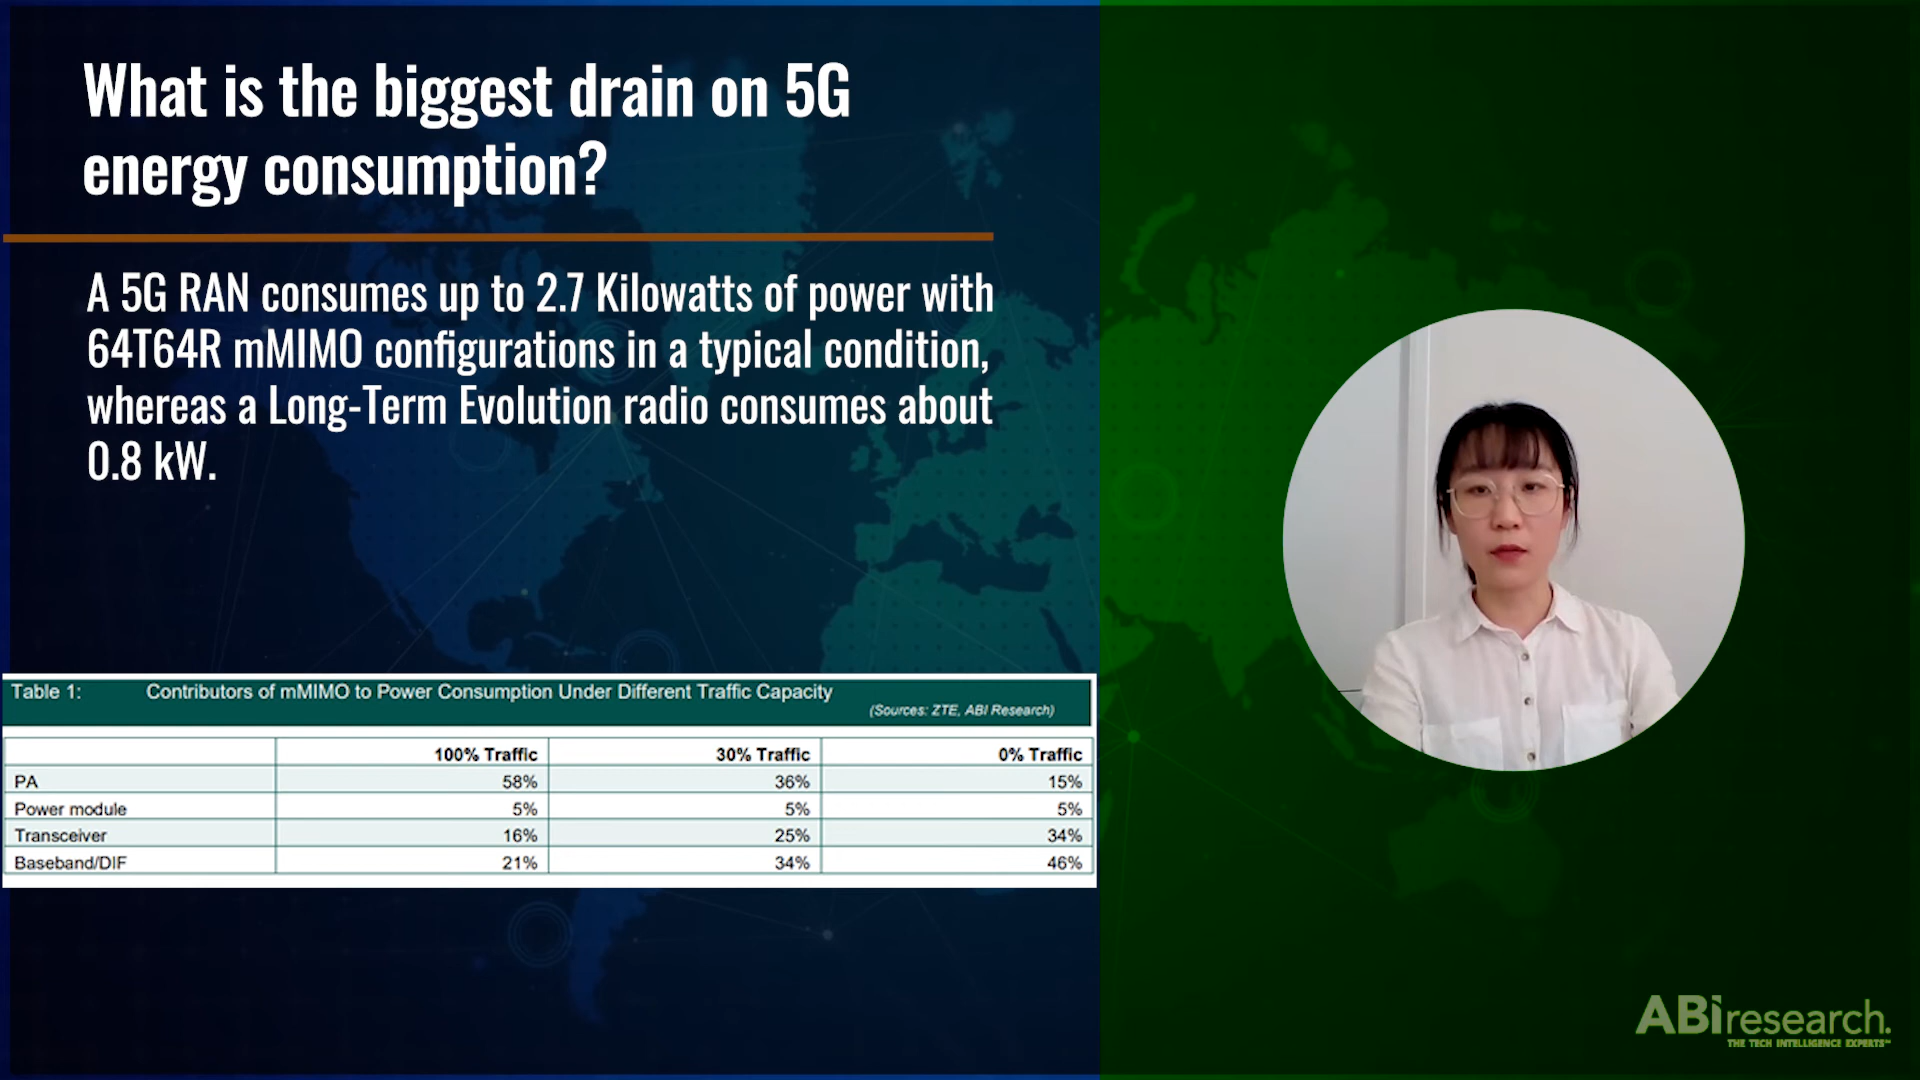 What is the biggest drain on 5G
energy consumption?
A 5G RAN consumes up to 2.7 Kilowatts of power with
64T64R mMIMO configurations in a typical condition,
whereas a Long-Term Evolution radio consumes about
0.8 kW.
Table 1: Contributors of mMIMO to Power Consumption Under Different Traffic Capacity
(Sources: ZTE, ABI Research)
100% Traffic 30% Traffic 0% Traffic
PA 58% 36% 15%
Power module 5% 5% 5%
Transceiver 16% 25% 34%
Baseband/DIF 21% 34% 46%
ABIresearch.
THE TECH INTELLIGENCE EXPERTS℠